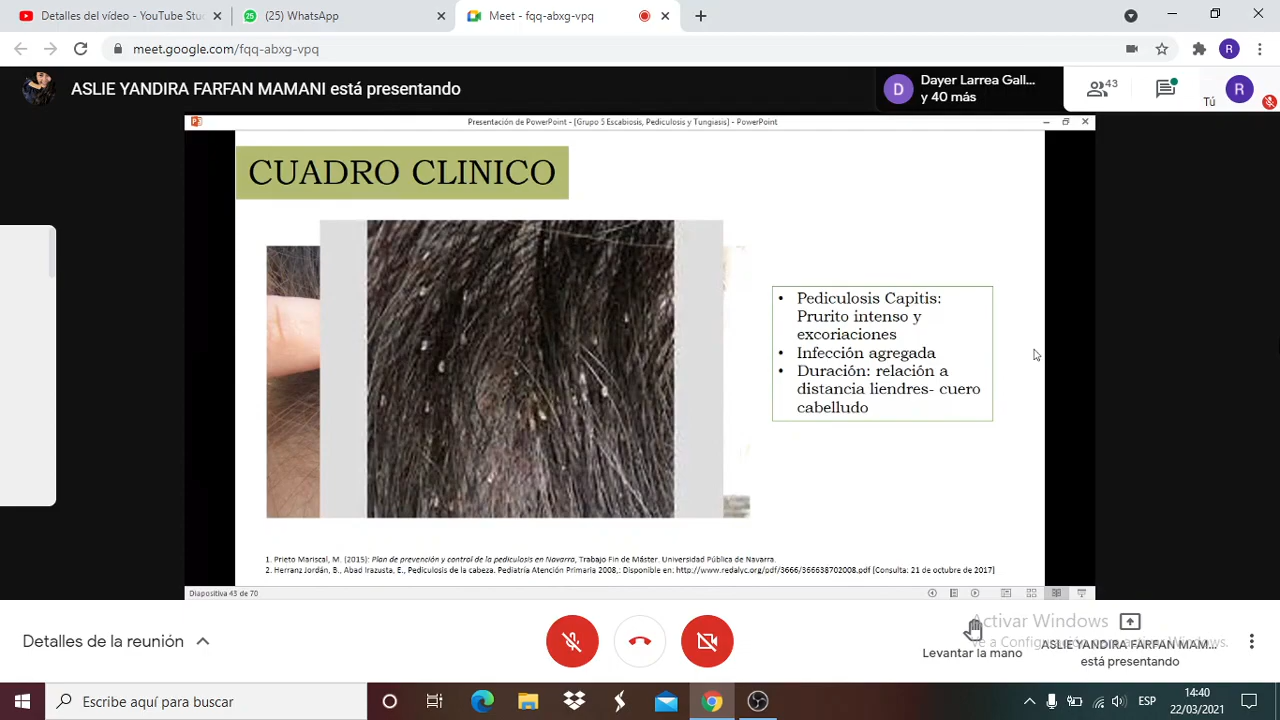 Detalles del vídeo - YouTube Stu
(25) WhatsApp
Meet - fqq-abxg-vpq
meet.google.com/fqq-abxg-vpq
R
ASLIE YANDIRA FARFAN MAMANI está presentando
D
Dayer Larrea Gall...
y 40 más
43
Tú
R
Presentación de PowerPoint - [Grupo 5 Escabiosis, Pediculosis y Tungiasis] - PowerPoint
CUADRO CLINICO
• Pediculosis Capitis:
Prurito intenso y
excoriaciones
• Infección agregada
• Duración: relación a
distancia liendres- cuero
cabelludo
1. Prieto Mariscal, M. (2015): Plan de prevención y control de la pediculosis en Navarra, Trabajo Fin de Máster. Universidad Pública de Navarra.
2. Herranz Jordán, B., Abad Irazusta, E., Pediculosis de la cabeza. Pediatría Atención Primaria 2008,: Disponible en: http://www.redalyc.org/pdf/3666/366638702008.pdf [Consulta: 21 de octubre de 2017]
Diapositiva 43 de 70
Detalles de la reunión
Levantar la mano
Activar Windows
Ve a Configuración para activar Windows.
ASLIE YANDIRA FARFAN MAM...
está presentando
Escribe aquí para buscar
ESP
14:40
22/03/2021